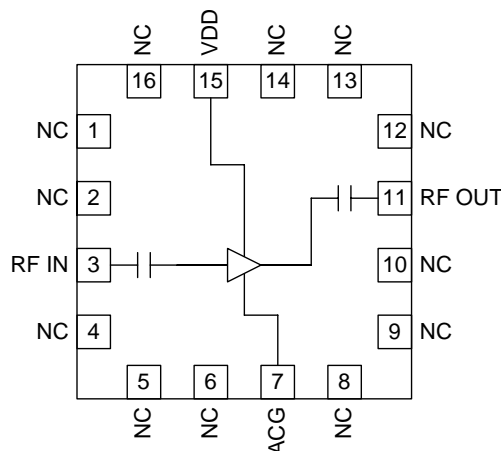 NC VDD NC NC
16 15 14 13
NC 1 12 NC
NC 2 11 RF OUT
RF IN 3 10 NC
NC 4 9 NC
5 6 7 8
NC NC ACG NC